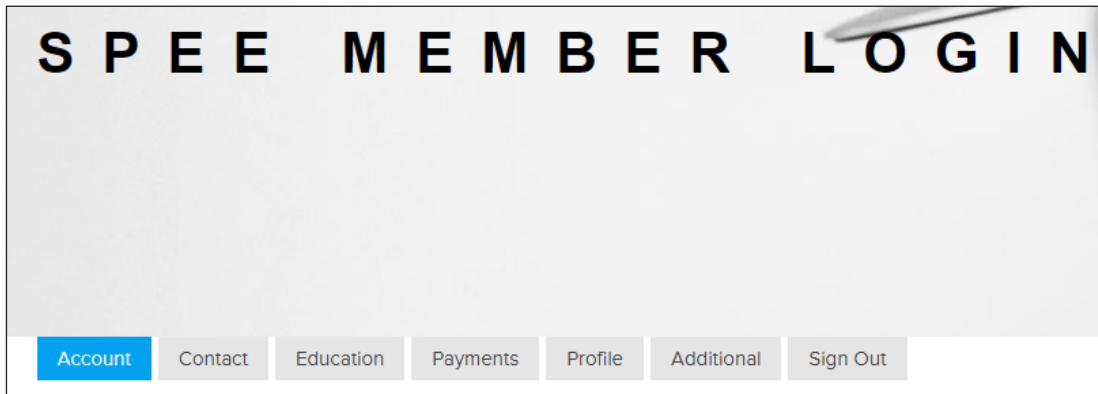 SPEE MEMBER LOGIN
Account Contact Education Payments Profile Additional Sign Out